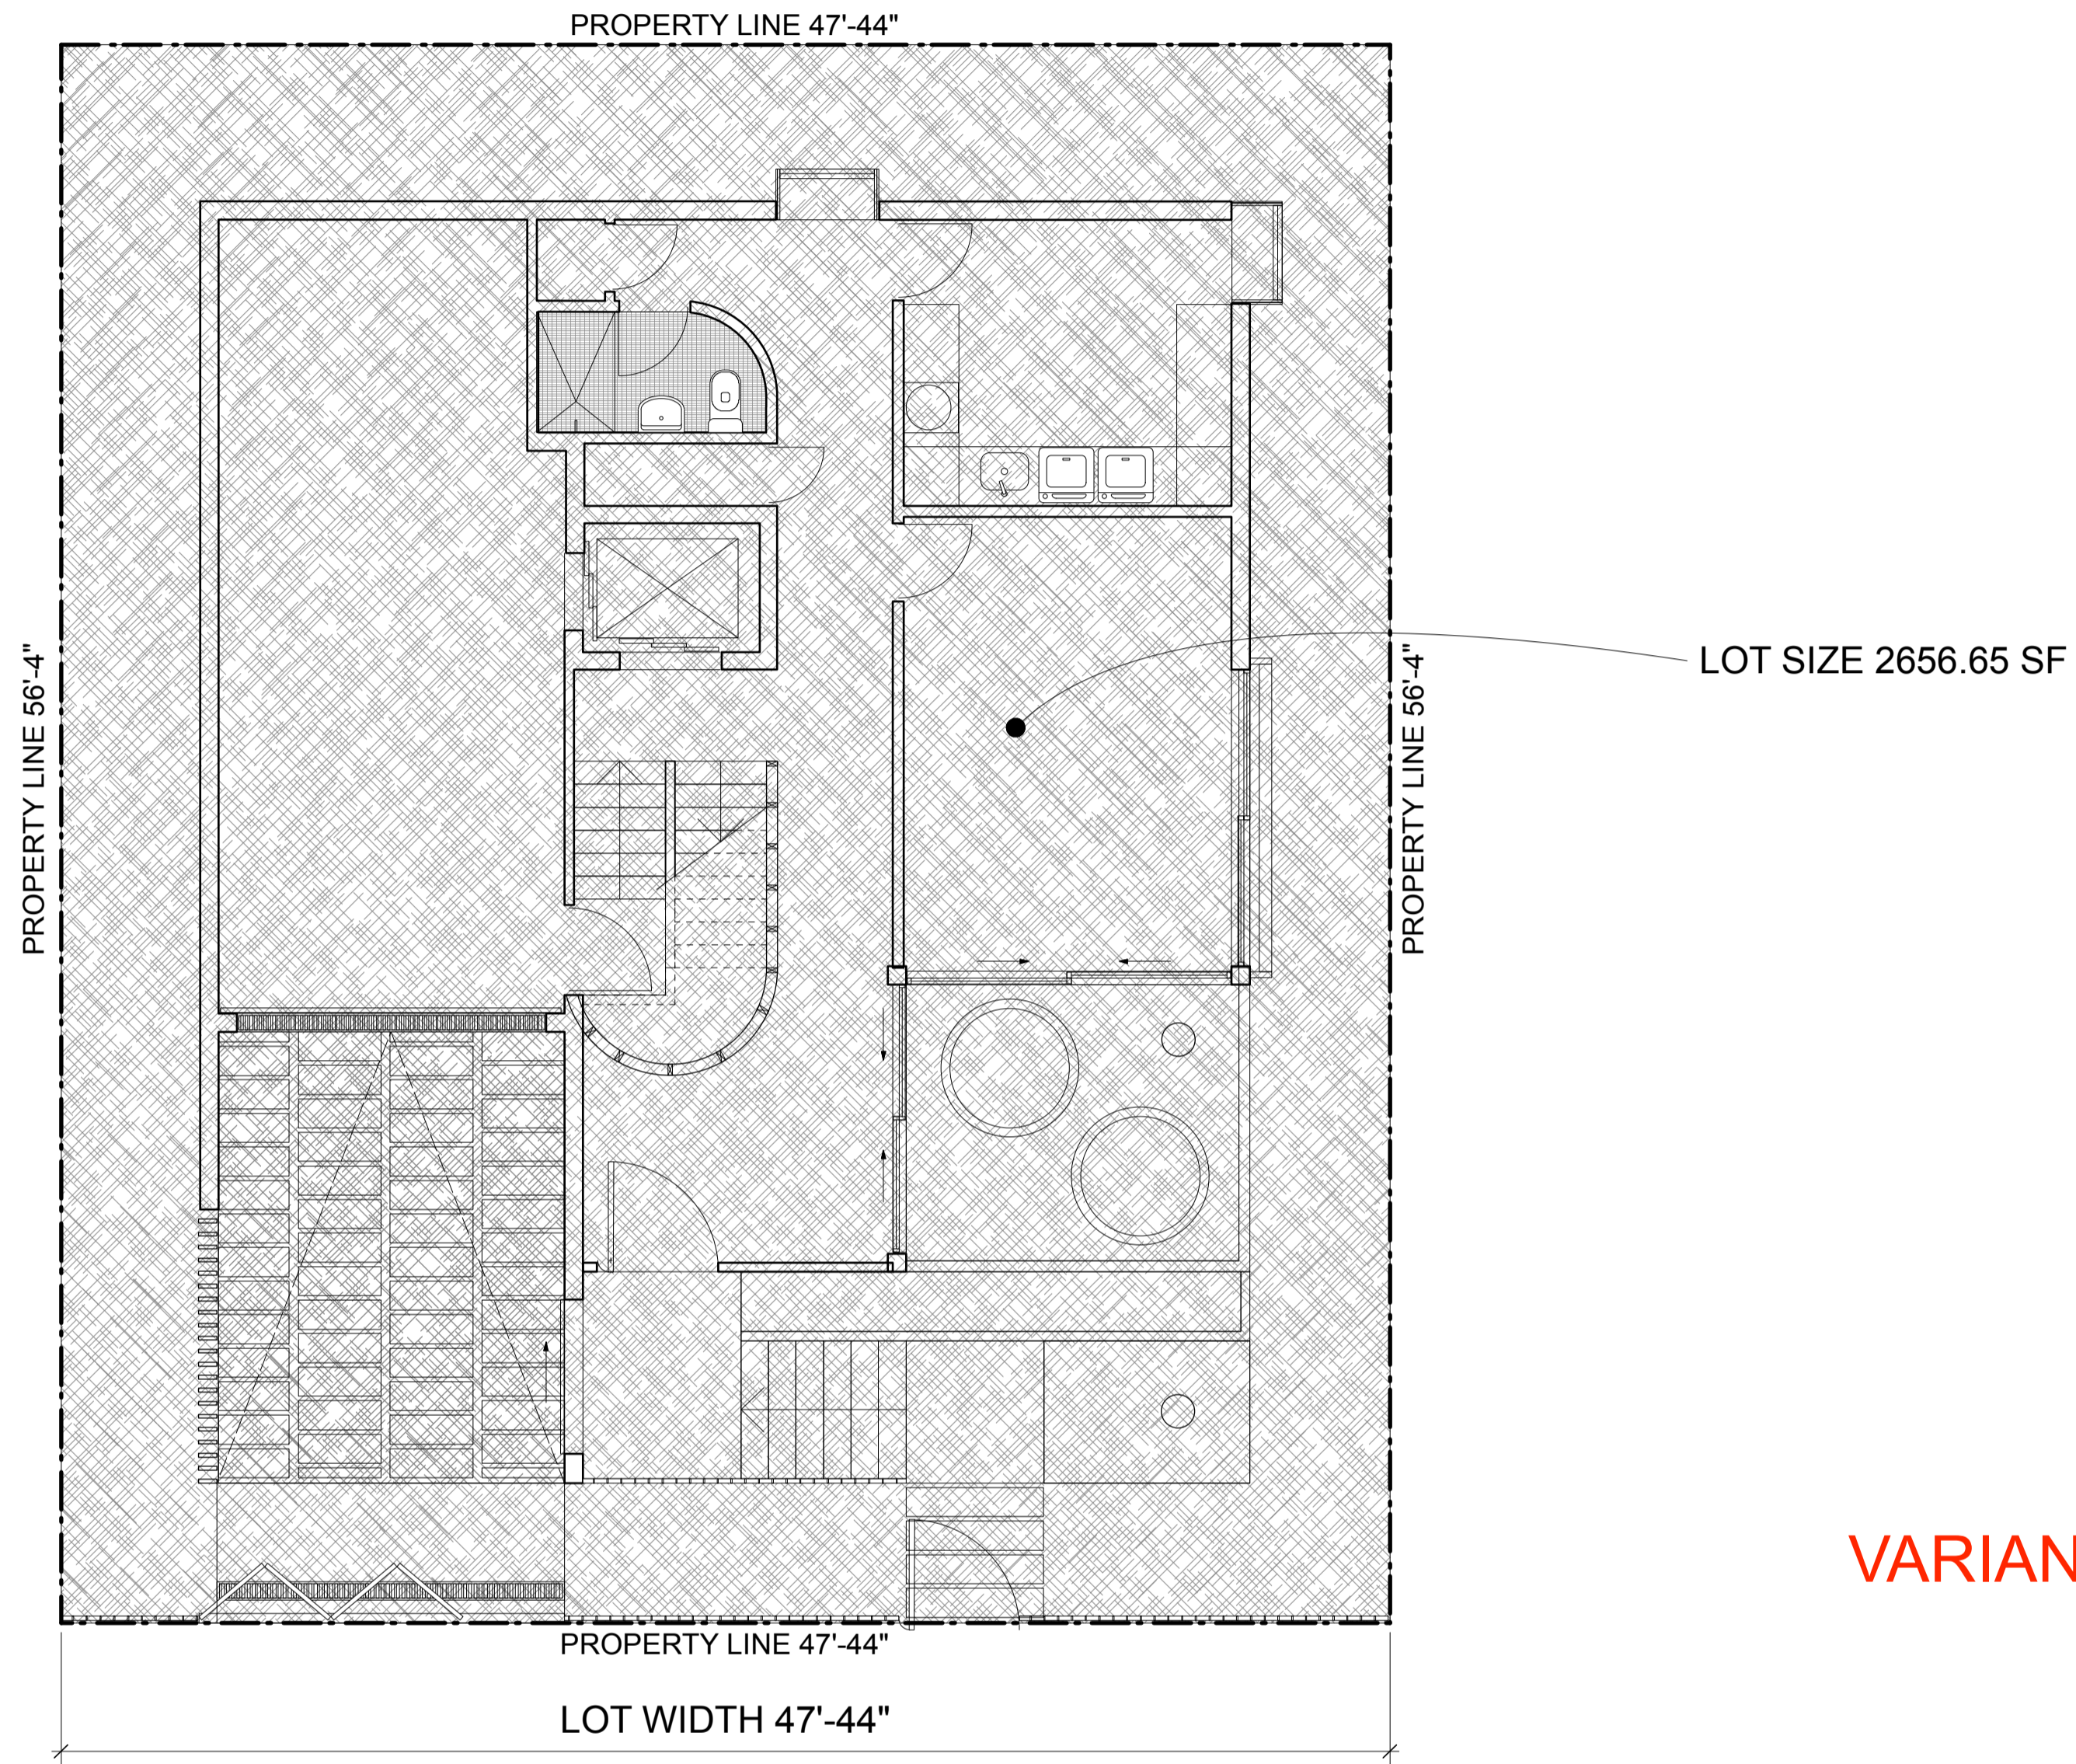 PROPERTY LINE 47'-44"
PROPERTY LINE 56'-4"
PROPERTY LINE 56'-4"
LOT SIZE 2656.65 SF
VARIAN
PROPERTY LINE 47'-44"
LOT WIDTH 47'-44"